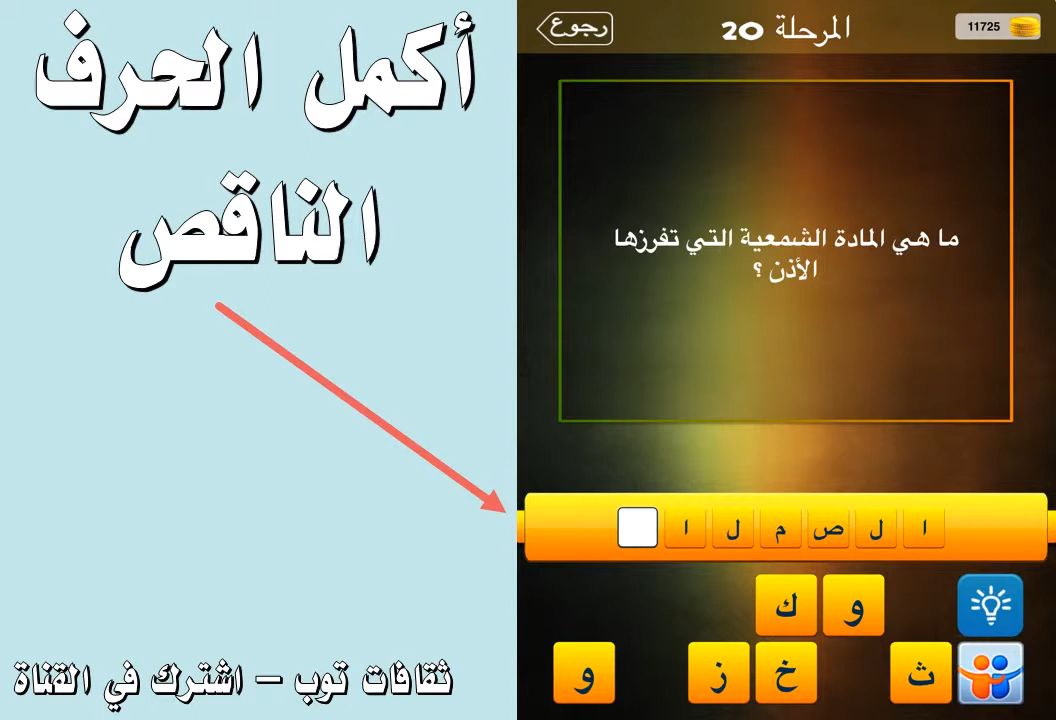 أكمل الحرف
الناقص
ثقافات توب – اشترك في القناة
رجوع
المرحلة 20
11725
ما هي المادة الشمعية التي تفرزها
الأذن ؟
ا ل ص م ل ا
و ك
ث خ ز و